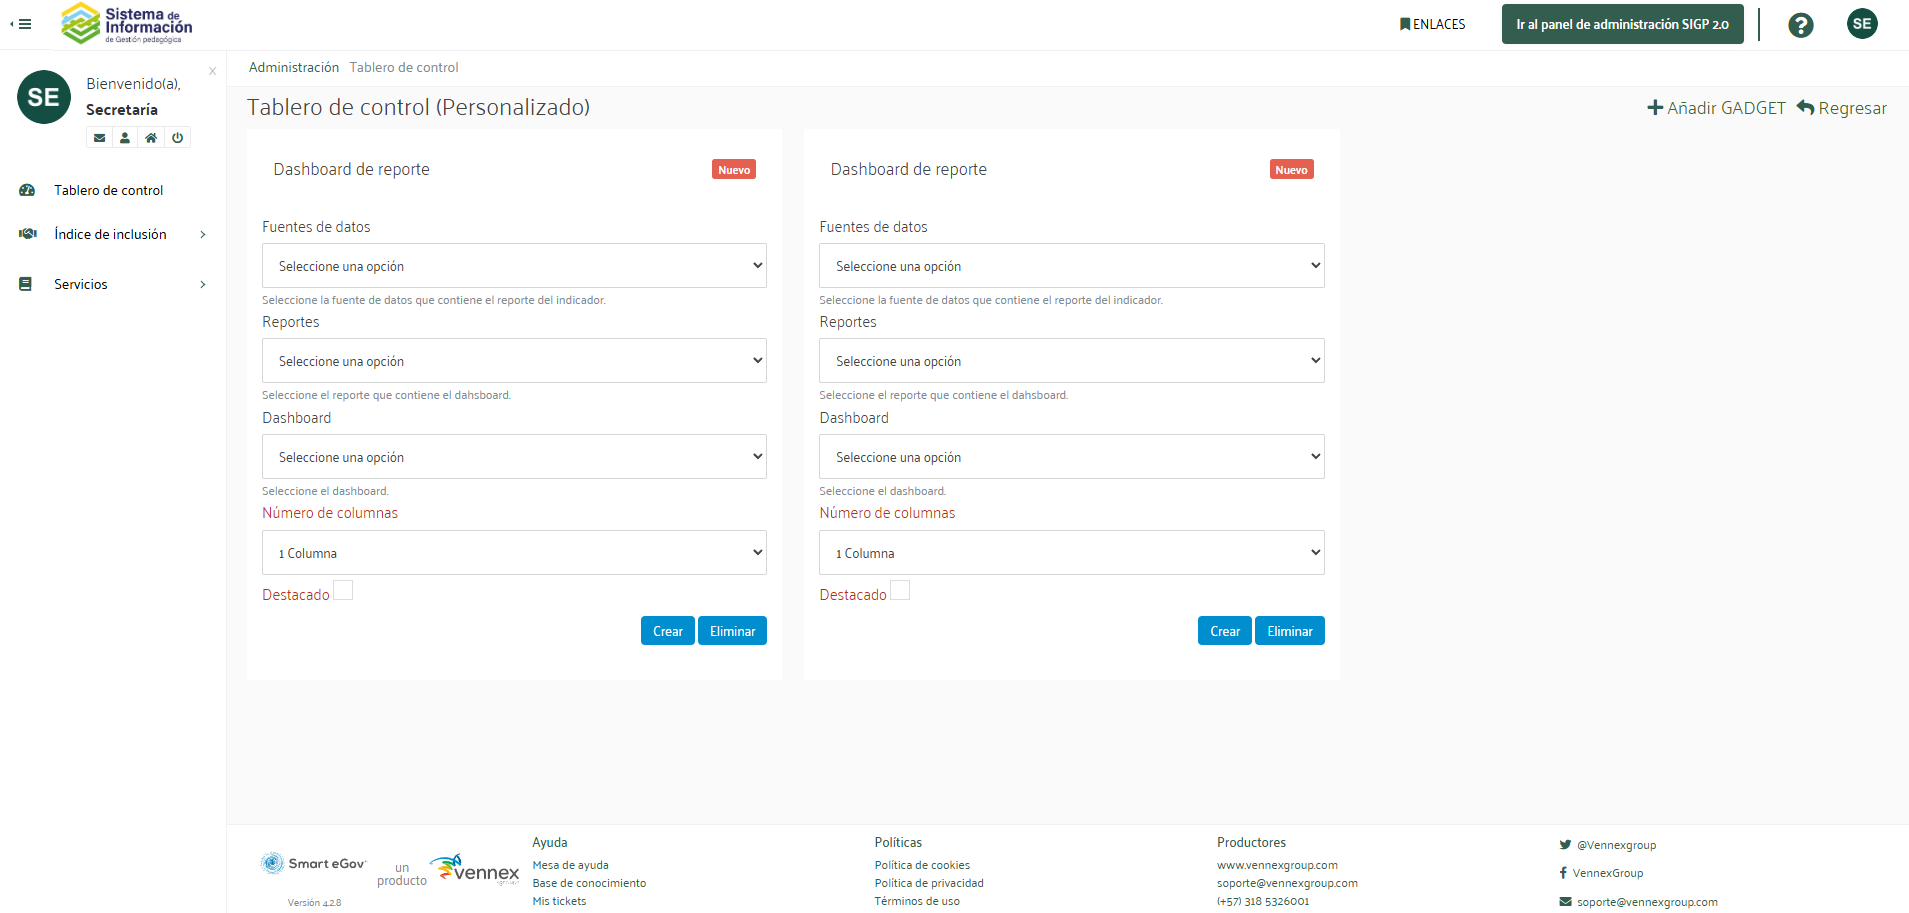 Sistema de
Información
de Gestión pedagógica
ENLACES
Ir al panel de administración SIGP 2.0
?
SE
SE
Bienvenido(a),
Secretaría
x
Tablero de control
Índice de inclusión
Servicios
Administración Tablero de control
Tablero de control (Personalizado)
Añadir GADGET Regresar
Dashboard de reporte Nuevo
Fuentes de datos
Seleccione una opción
Seleccione la fuente de datos que contiene el reporte del indicador.
Reportes
Seleccione una opción
Seleccione el reporte que contiene el dahsboard.
Dashboard
Seleccione una opción
Seleccione el dashboard.
Número de columnas
1 Columna
Destacado
Crear Eliminar
Dashboard de reporte Nuevo
Fuentes de datos
Seleccione una opción
Seleccione la fuente de datos que contiene el reporte del indicador.
Reportes
Seleccione una opción
Seleccione el reporte que contiene el dahsboard.
Dashboard
Seleccione una opción
Seleccione el dashboard.
Número de columnas
1 Columna
Destacado
Crear Eliminar
Smart eGov
un
producto
vennex
Versión 4.2.8
Ayuda
Mesa de ayuda
Base de conocimiento
Mis tickets
Políticas
Política de cookies
Política de privacidad
Términos de uso
Productores
www.vennexgroup.com
soporte@vennexgroup.com
(+57) 318 5326001
@Vennexgroup
VennexGroup
soporte@vennexgroup.com